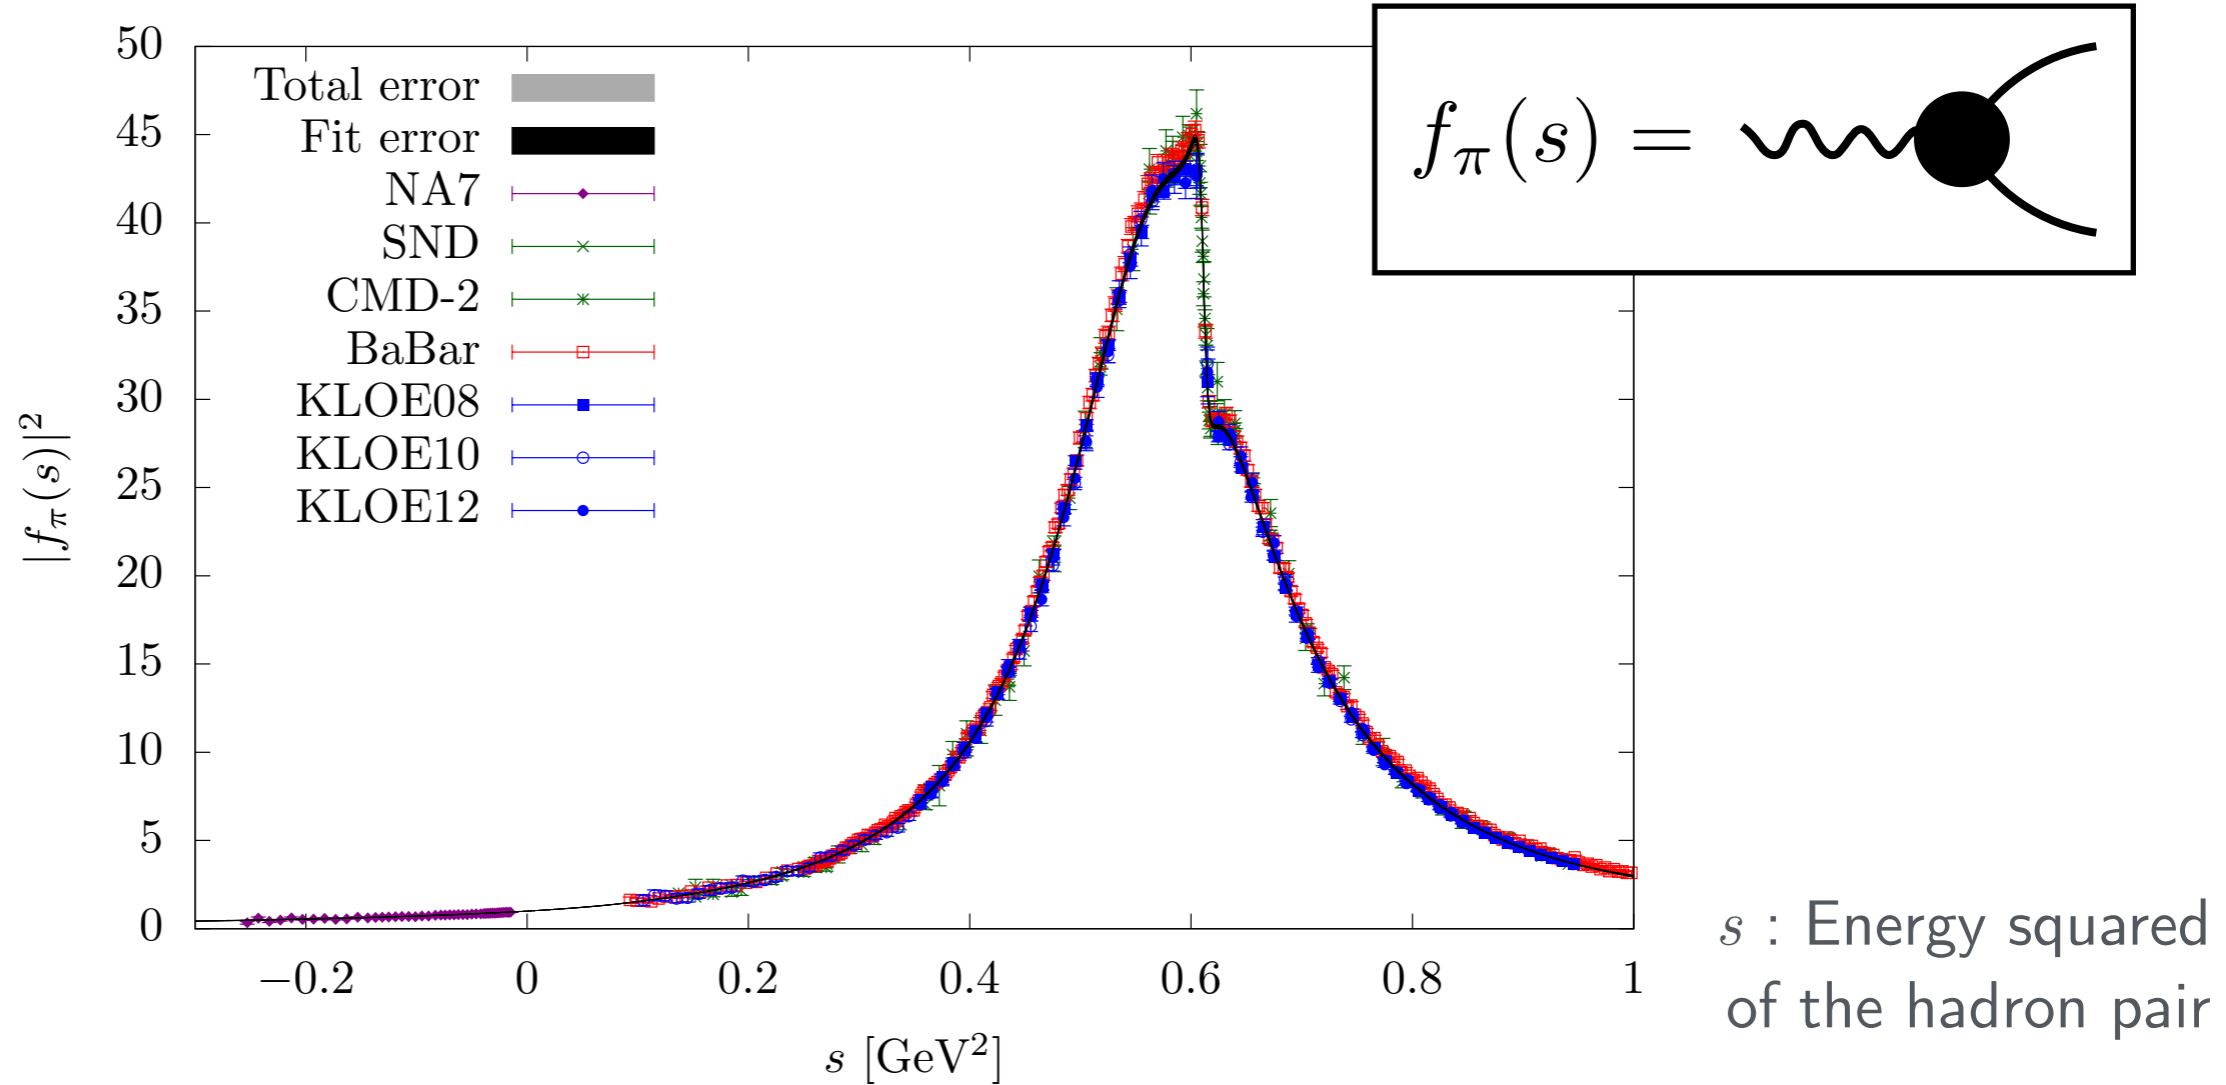 50
45
40
35
30
25
20
15
10
5
0
|f_π(s)|²
Total error
Fit error
NA7
SND
CMD-2
BaBar
KLOE08
KLOE10
KLOE12
f_π(s) =
−0.2 0 0.2 0.4 0.6 0.8 1
s [GeV²]
s : Energy squared
of the hadron pair